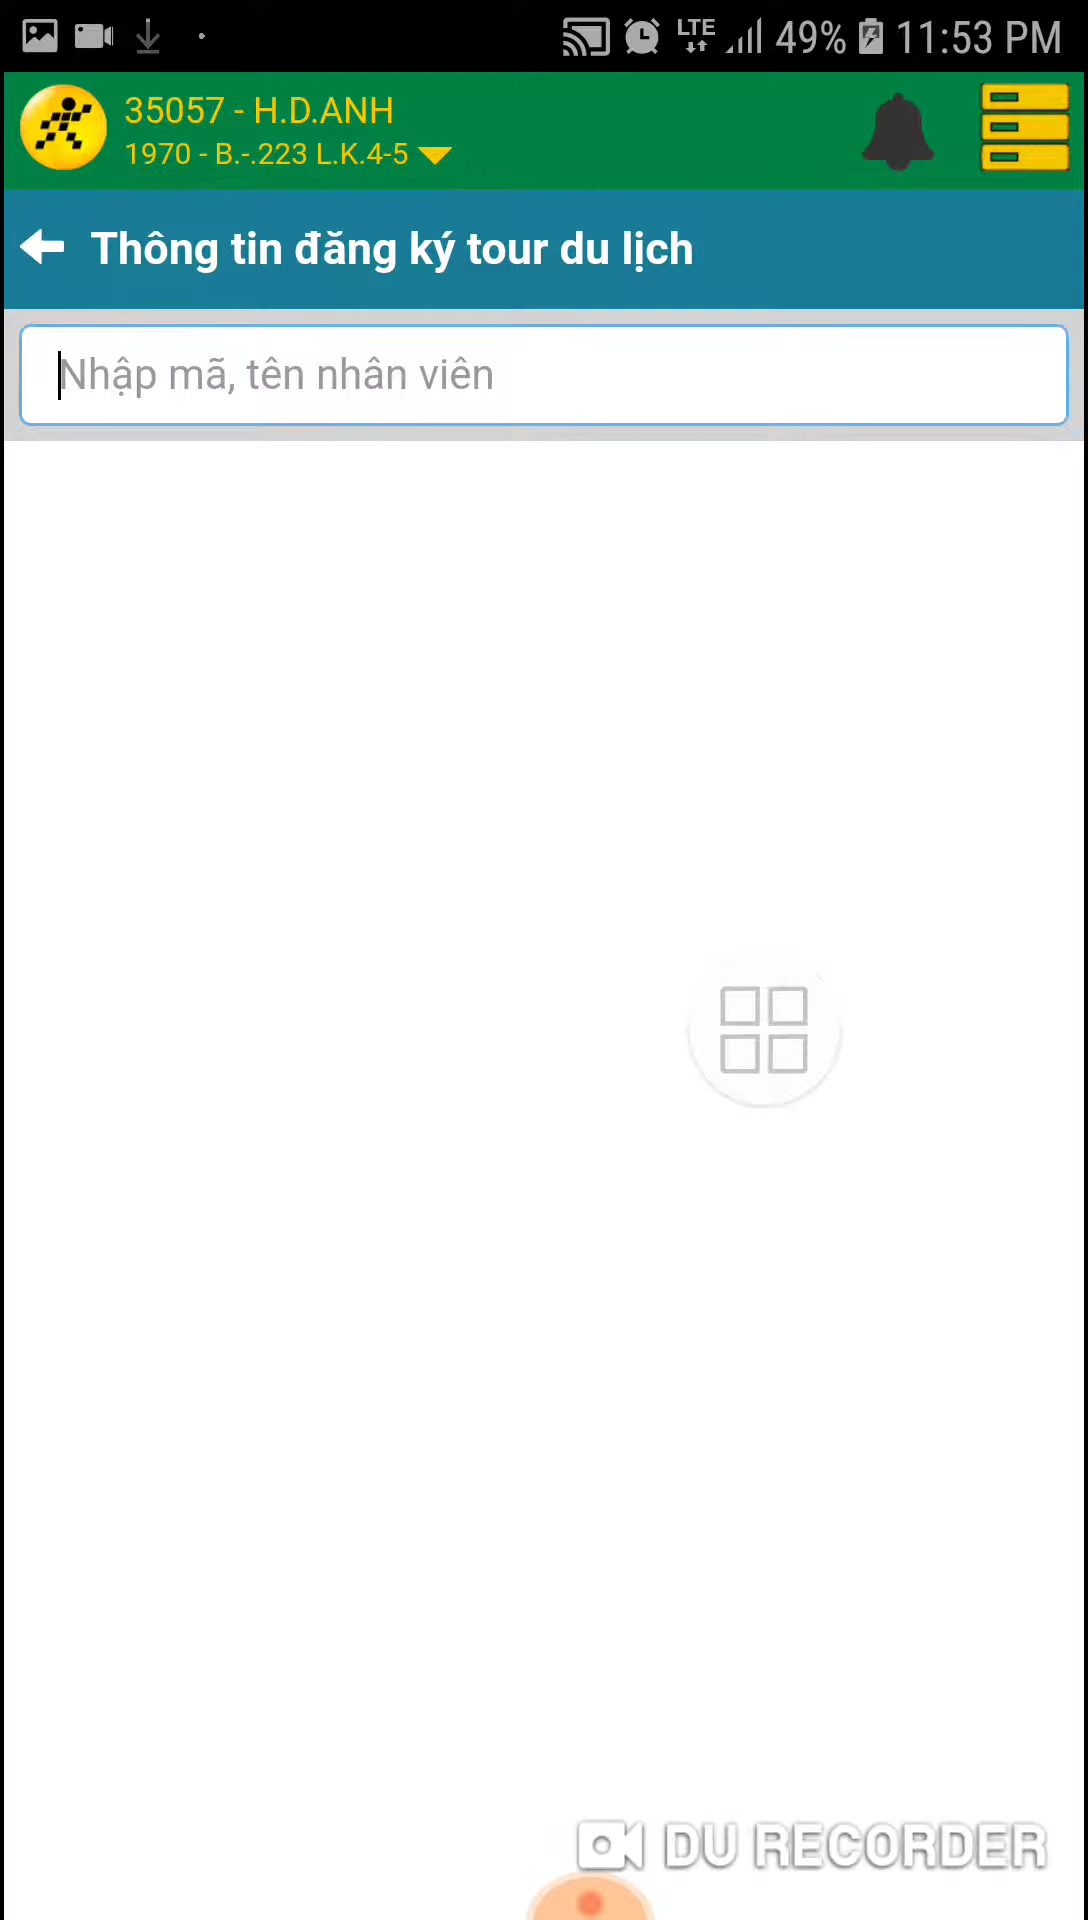 LTE 49% 11:53 PM
35057 - H.D.ANH
1970 - B.-.223 L.K.4-5
Thông tin đăng ký tour du lịch
Nhập mã, tên nhân viên
DU RECORDER